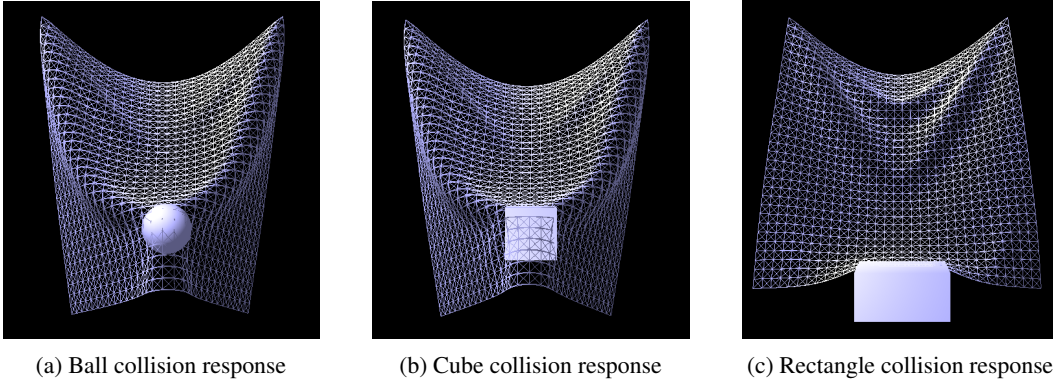 (a) Ball collision response
(b) Cube collision response
(c) Rectangle collision response